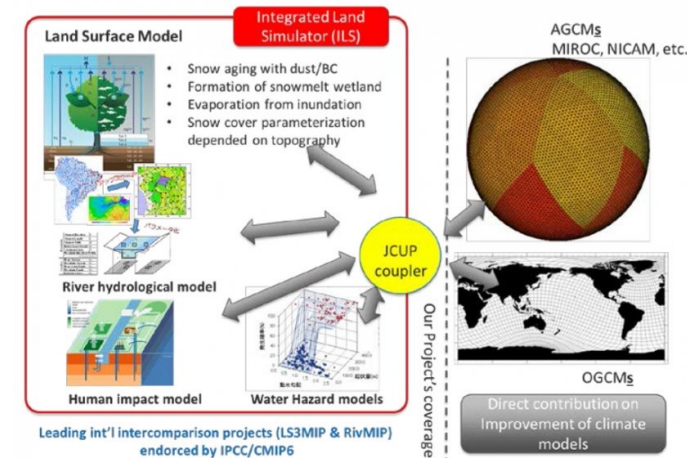 Integrated Land
Simulator (ILS)
Land Surface Model
• Snow aging with dust/BC
• Formation of snowmelt wetland
• Evaporation from inundation
• Snow cover parameterization
depended on topography
River hydrological model
Human impact model
Water Hazard models
JCUP
coupler
Leading int'l intercomparison projects (LS3MIP & RivMIP)
endorsed by IPCC/CMIP6
Our Project's coverage
AGCMs
MIROC, NICAM, etc.
OGCMs
Direct contribution on
Improvement of climate
models